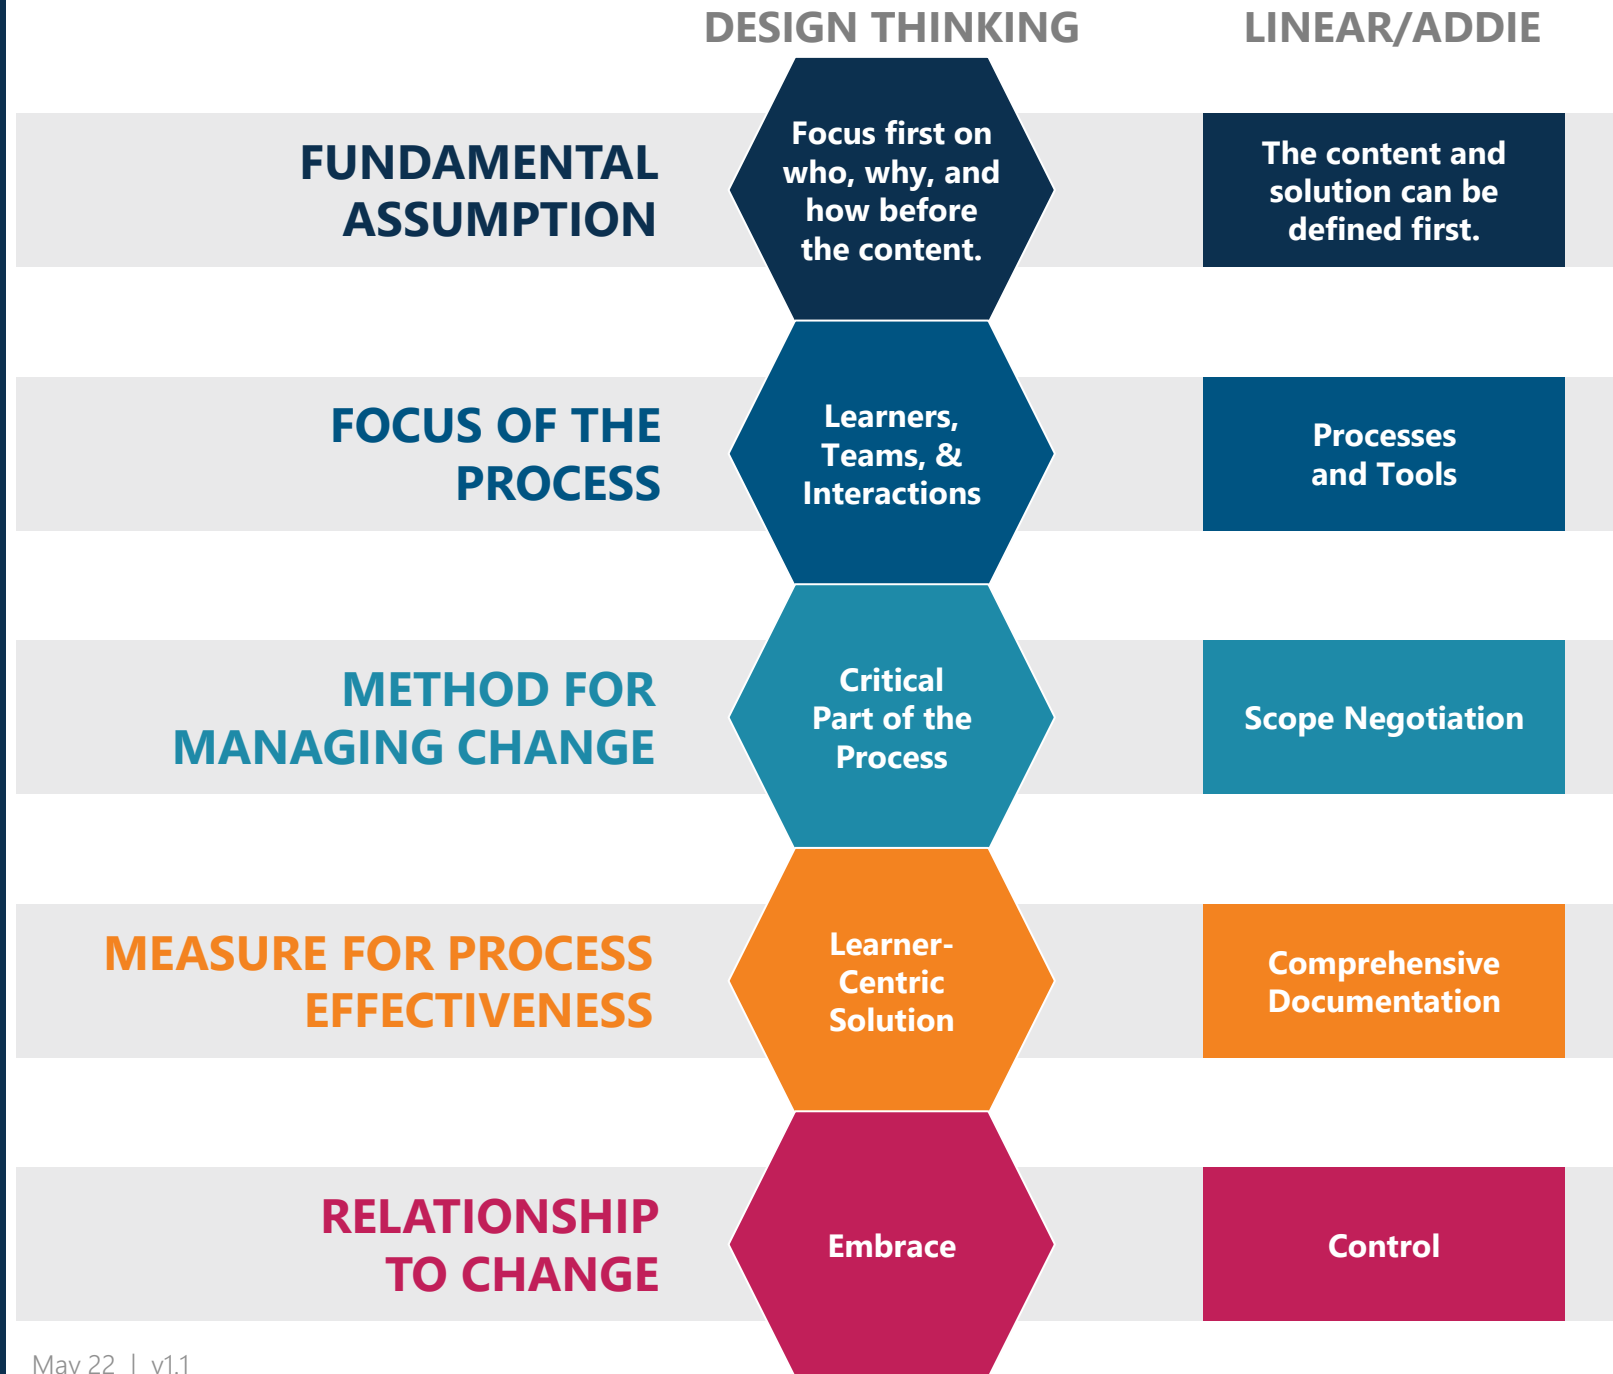 DESIGN THINKING
LINEAR/ADDIE
FUNDAMENTAL
ASSUMPTION
Focus first on
who, why, and
how before
the content.
The content and
solution can be
defined first.
FOCUS OF THE
PROCESS
Learners,
Teams, &
Interactions
Processes
and Tools
METHOD FOR
MANAGING CHANGE
Critical
Part of the
Process
Scope Negotiation
MEASURE FOR PROCESS
EFFECTIVENESS
Learner-
Centric
Solution
Comprehensive
Documentation
RELATIONSHIP
TO CHANGE
Embrace
Control
May 22 | v1.1